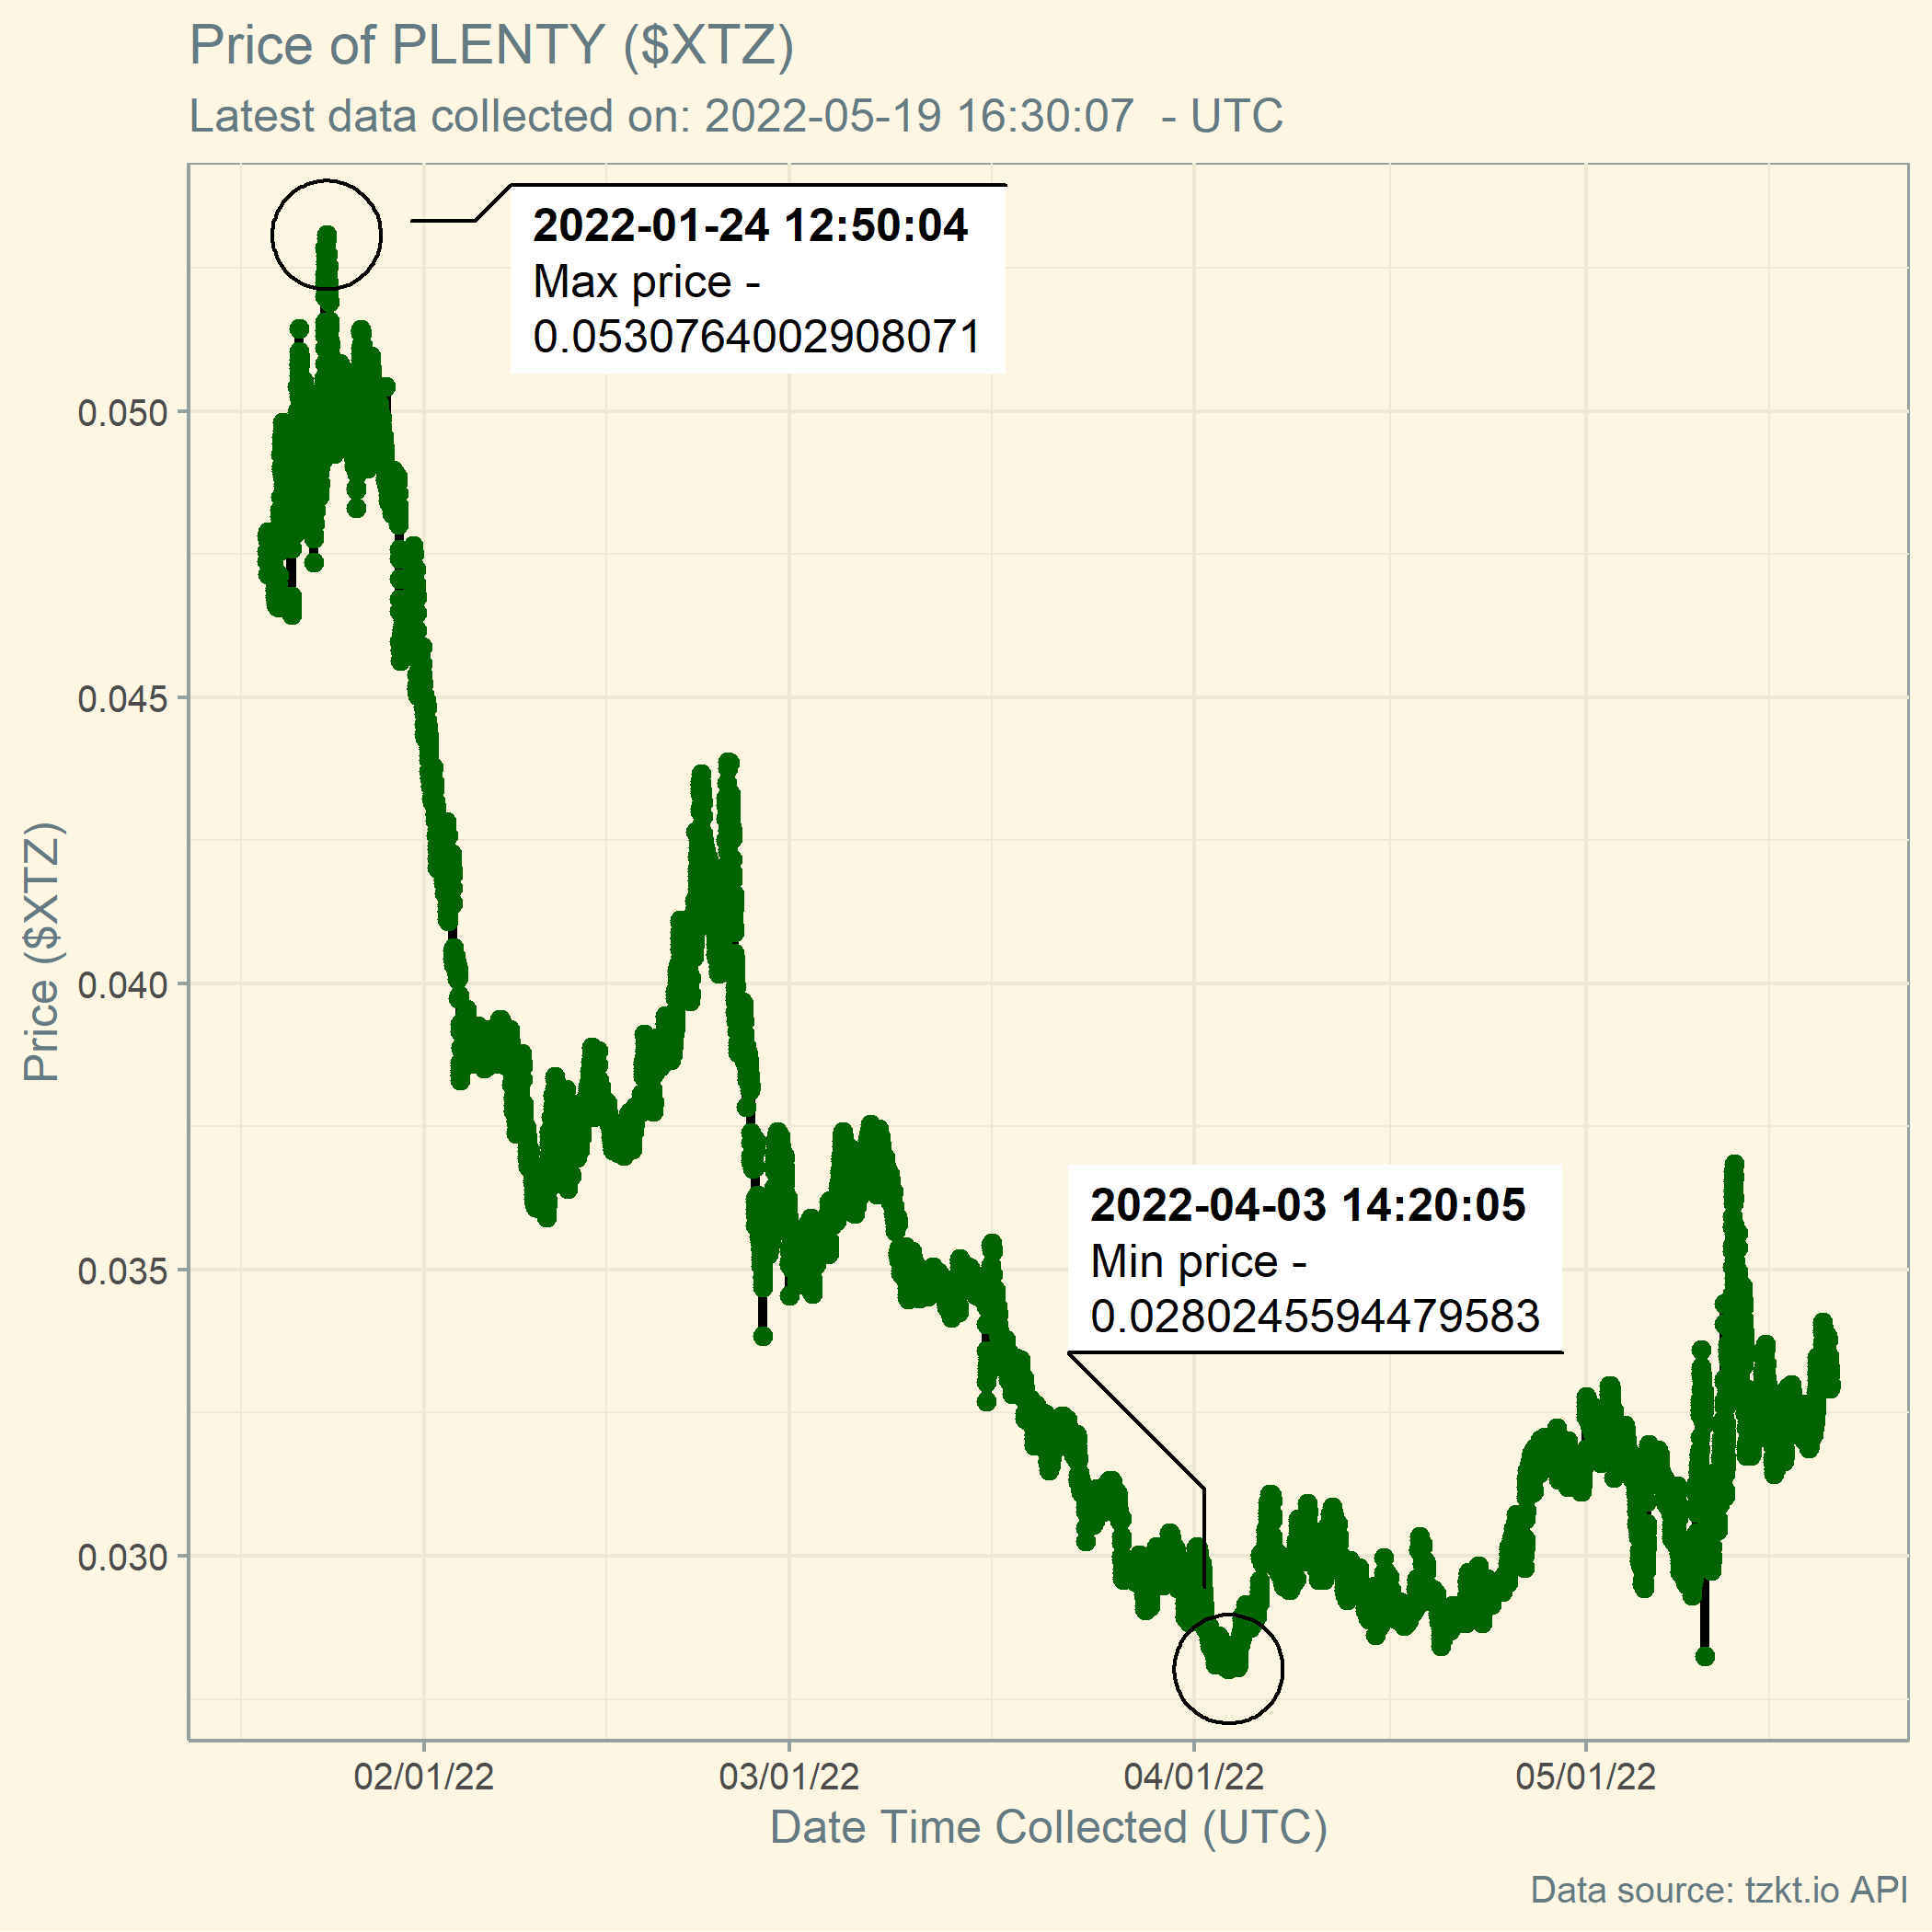 Price of PLENTY ($XTZ)
Latest data collected on: 2022-05-19 16:30:07  - UTC
2022-01-24 12:50:04
Max price -
0.0530764002908071
2022-04-03 14:20:05
Min price -
0.0280245594479583
Price ($XTZ)
0.050
0.045
0.040
0.035
0.030
02/01/22
03/01/22
04/01/22
05/01/22
Date Time Collected (UTC)
Data source: tzkt.io API